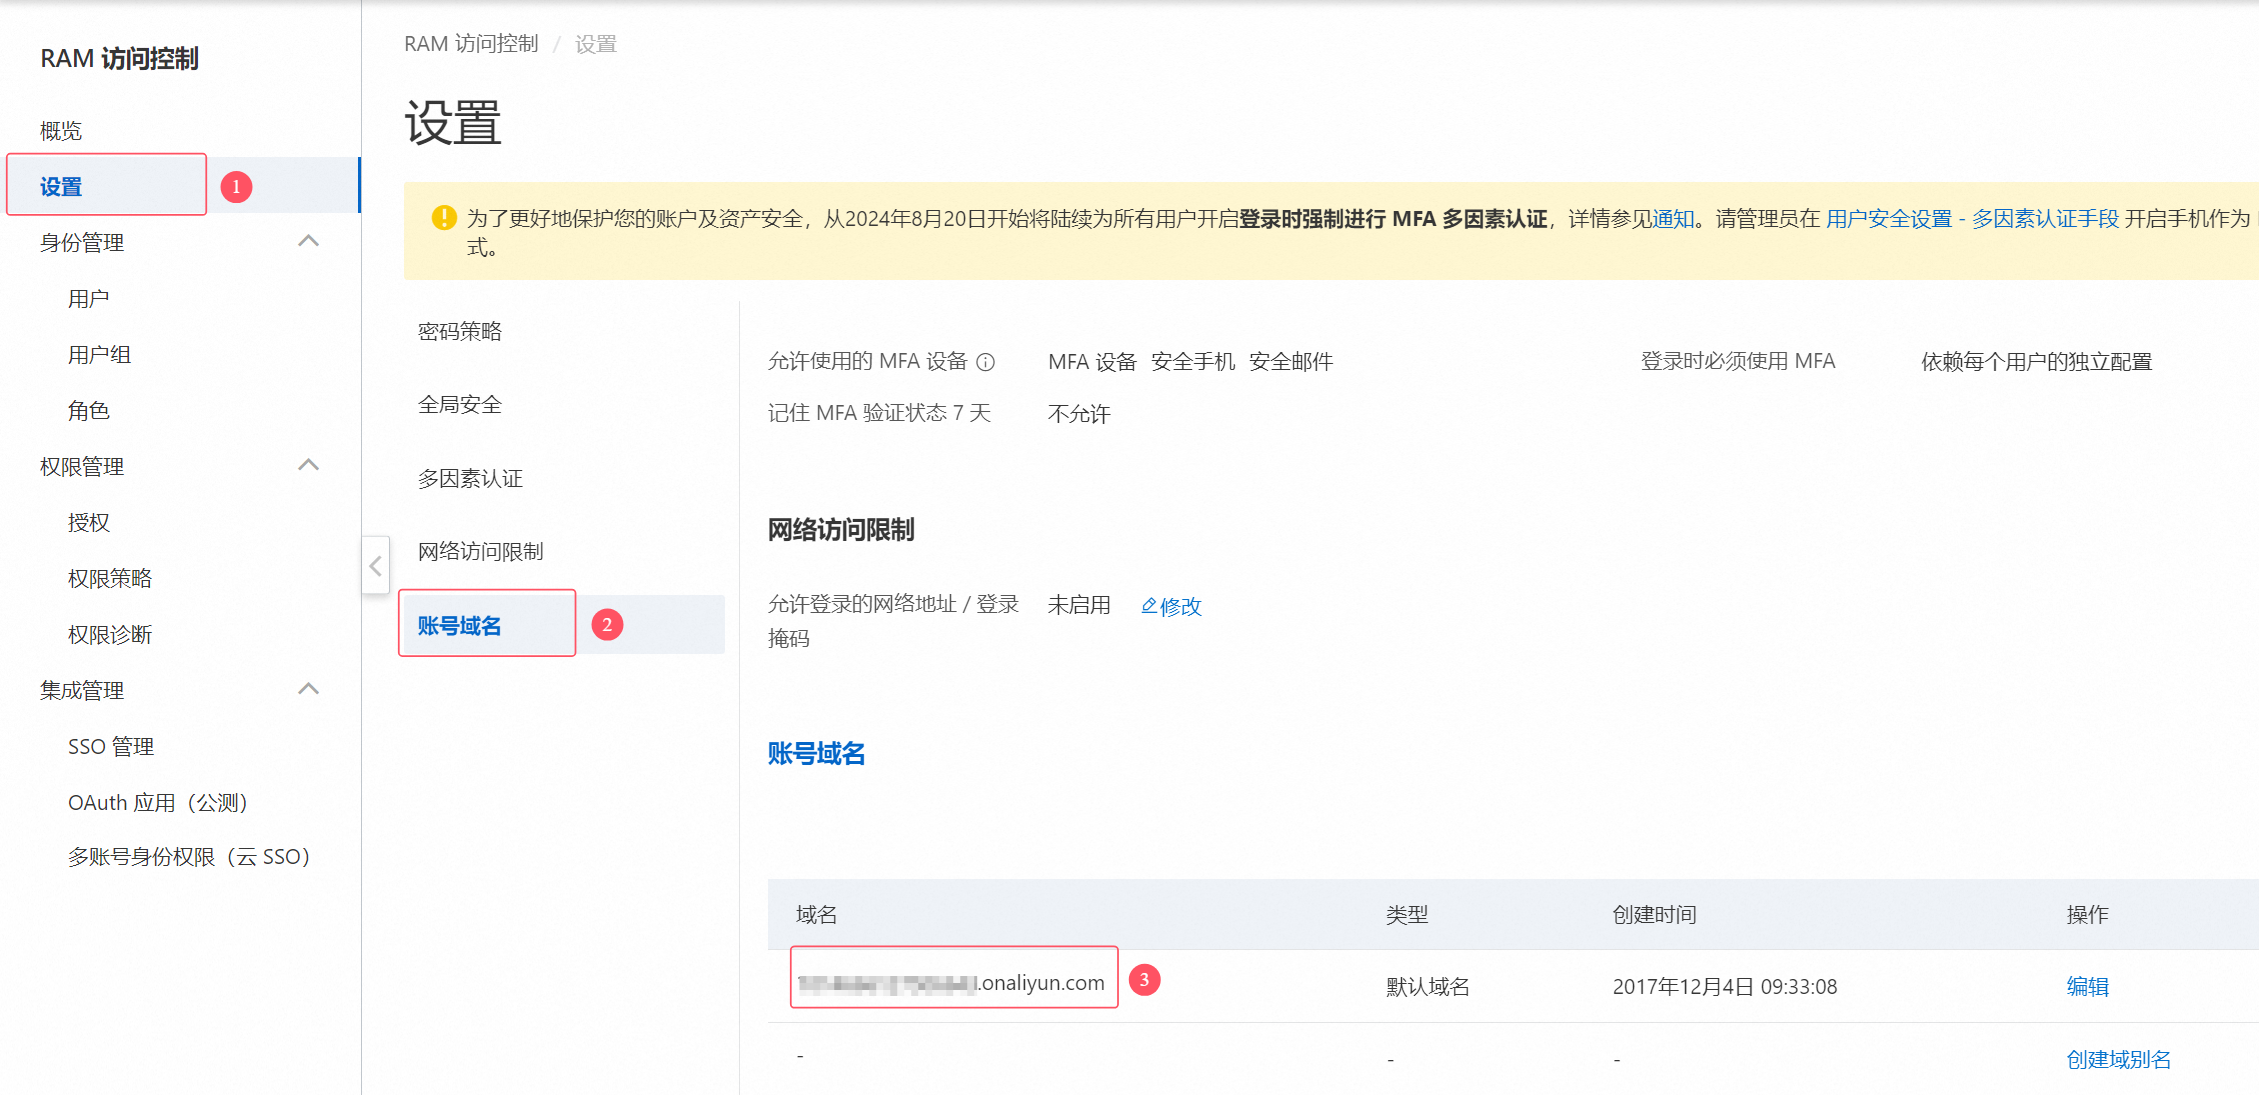 RAM 访问控制
概览
设置
1
身份管理
用户
用户组
角色
权限管理
授权
权限策略
权限诊断
集成管理
SSO 管理
OAuth 应用（公测）
多账号身份权限（云 SSO）
RAM 访问控制 / 设置
设置
为了更好地保护您的账户及资产安全，从2024年8月20日开始将陆续为所有用户开启登录时强制进行 MFA 多因素认证，详情参见通知。请管理员在 用户安全设置 - 多因素认证手段 开启手机作为
式。
密码策略
全局安全
多因素认证
网络访问限制
账号域名
2
允许使用的 MFA 设备 MFA 设备 安全手机 安全邮件 登录时必须使用 MFA 依赖每个用户的独立配置
记住 MFA 验证状态 7 天 不允许
网络访问限制
允许登录的网络地址 / 登录 未启用 修改
掩码
账号域名
域名 类型 创建时间 操作
.onaliyun.com 3 默认域名 2017年12月4日 09:33:08 编辑
- - - 创建域别名